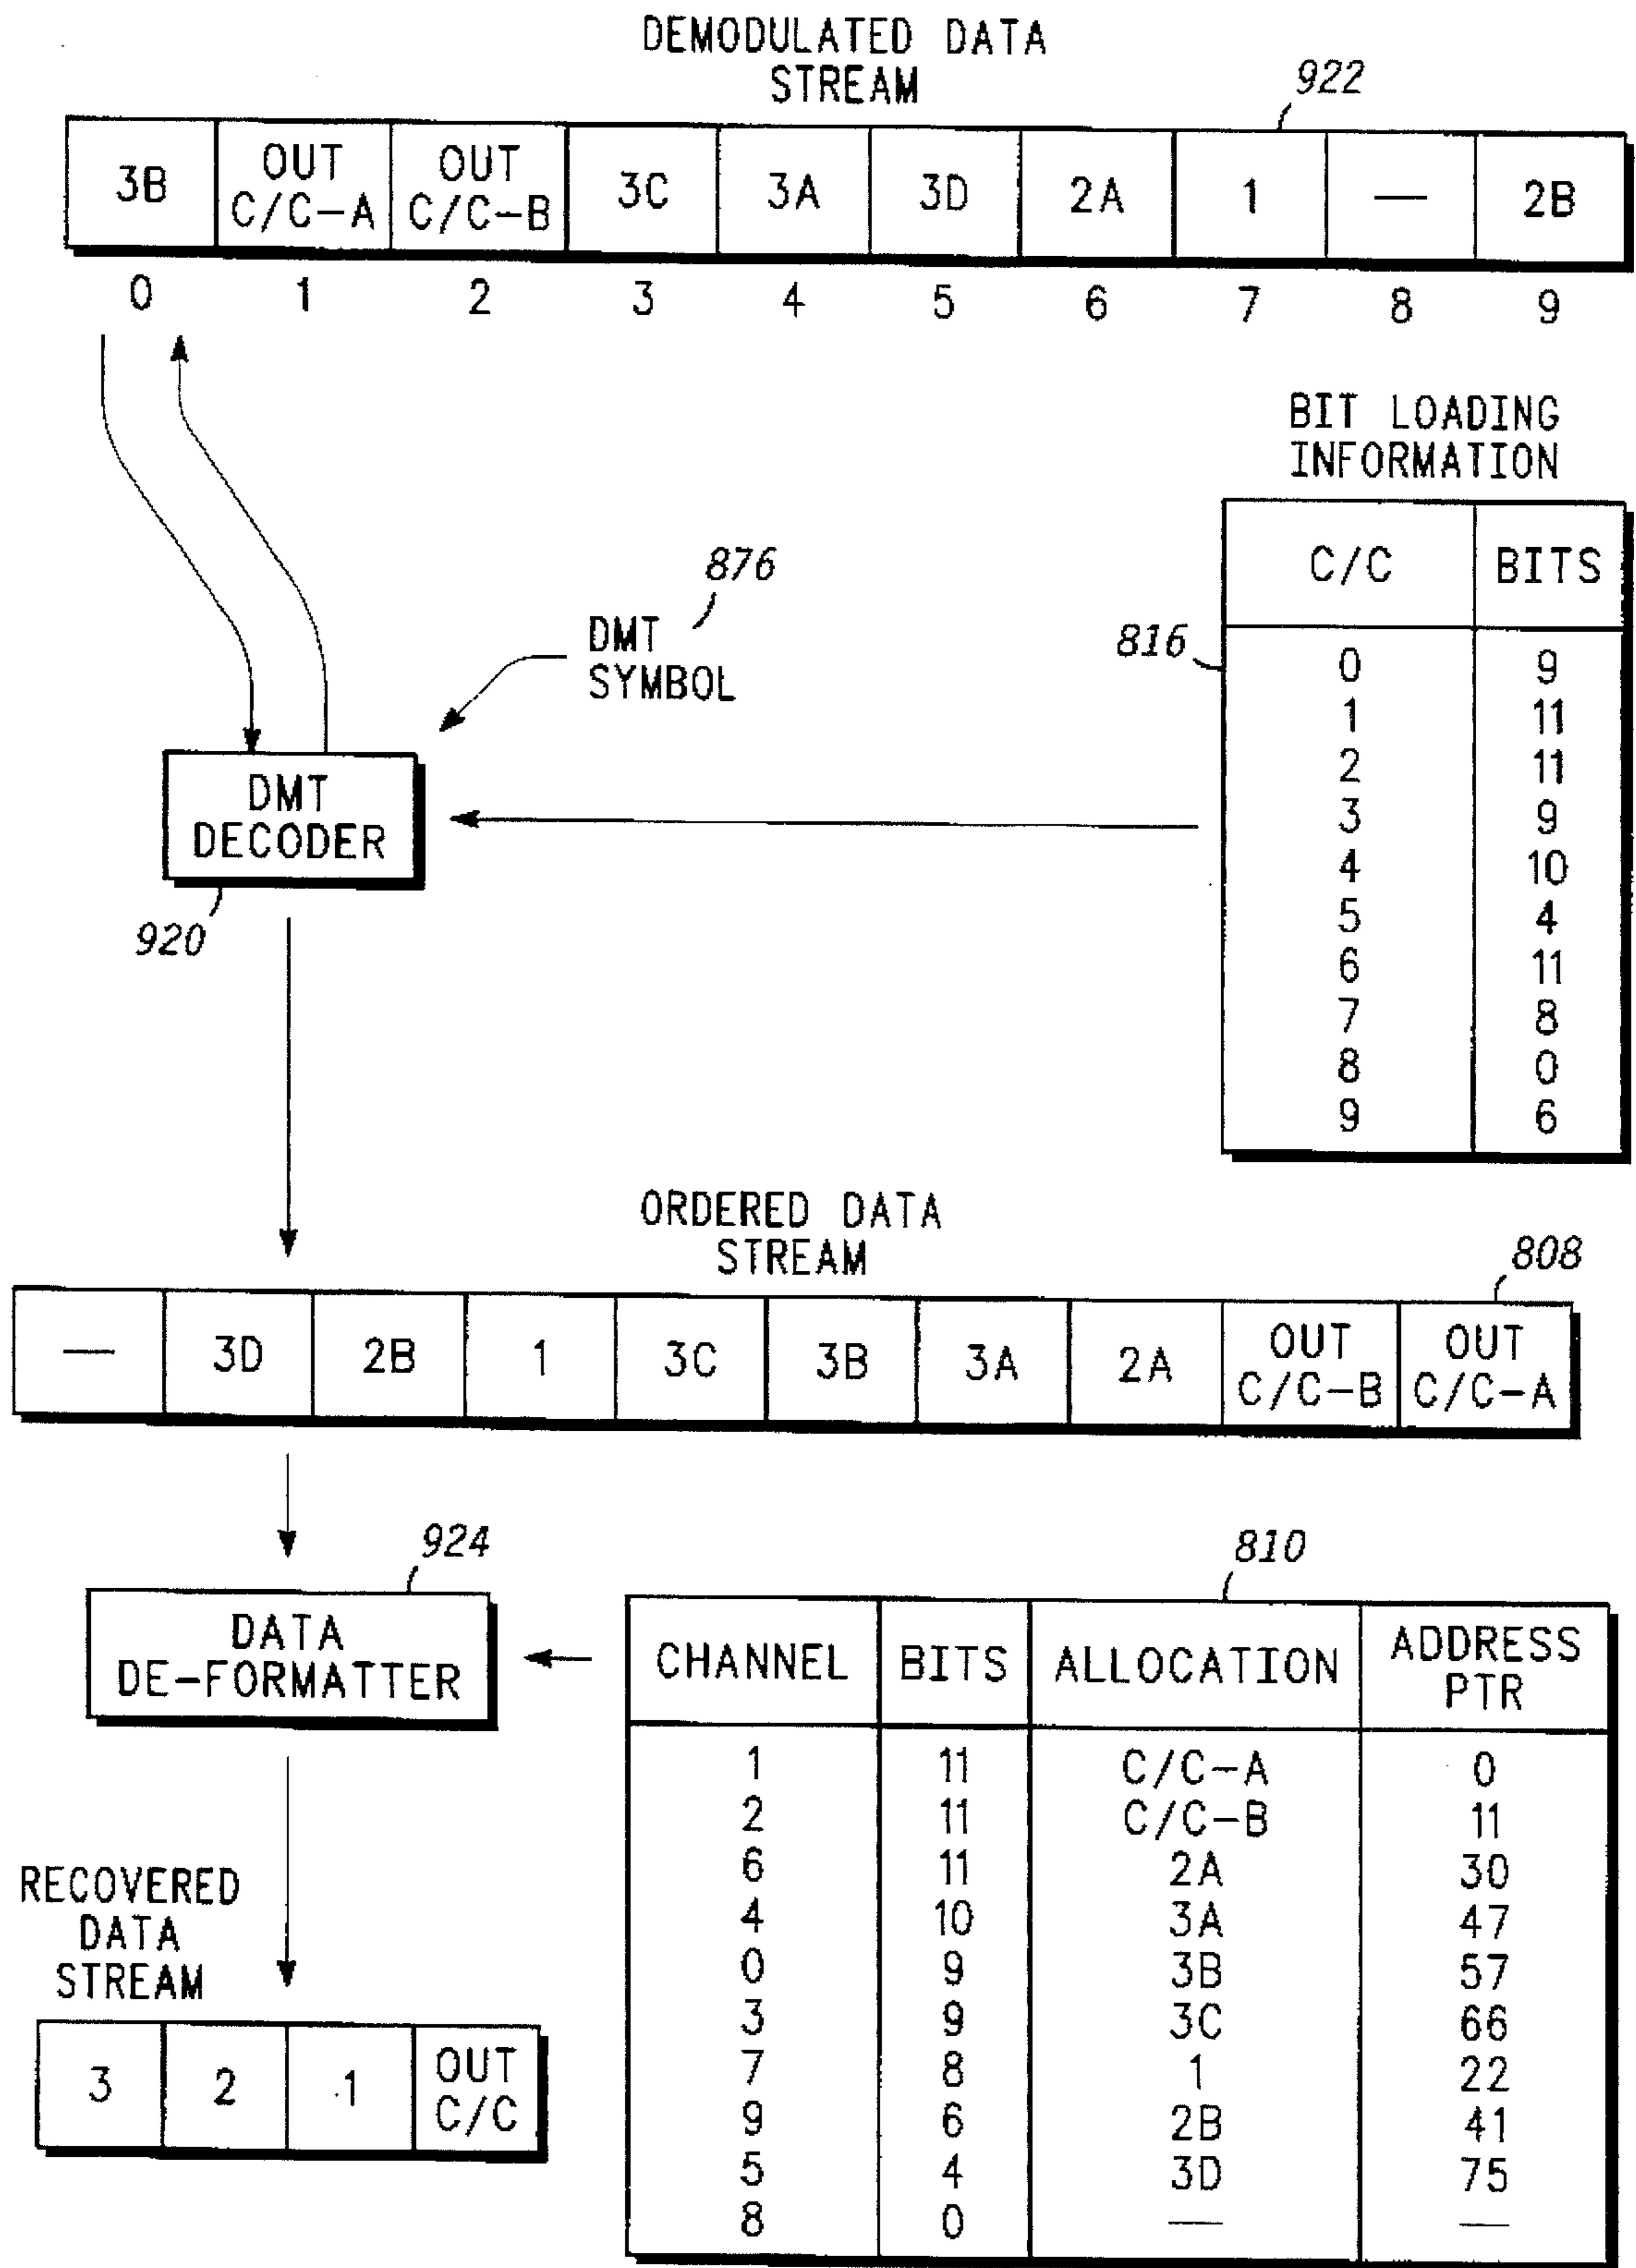 DEMODULATED DATA
STREAM
922
3B OUT C/C-A OUT C/C-B 3C 3A 3D 2A 1 — 2B
0 1 2 3 4 5 6 7 8 9
BIT LOADING
INFORMATION
C/C BITS
816
0 9
1 11
2 11
3 9
4 10
5 4
6 11
7 8
8 0
9 6
876
DMT
SYMBOL
DMT
DECODER
920
ORDERED DATA
STREAM
808
— 3D 2B 1 3C 3B 3A 2A OUT C/C-B OUT C/C-A
924
DATA
DE-FORMATTER
810
CHANNEL BITS ALLOCATION ADDRESS PTR
1 11 C/C-A 0
2 11 C/C-B 11
6 11 2A 30
4 10 3A 47
0 9 3B 57
3 9 3C 66
7 8 1 22
9 6 2B 41
5 4 3D 75
8 0 — —
RECOVERED
DATA
STREAM
3 2 1 OUT C/C